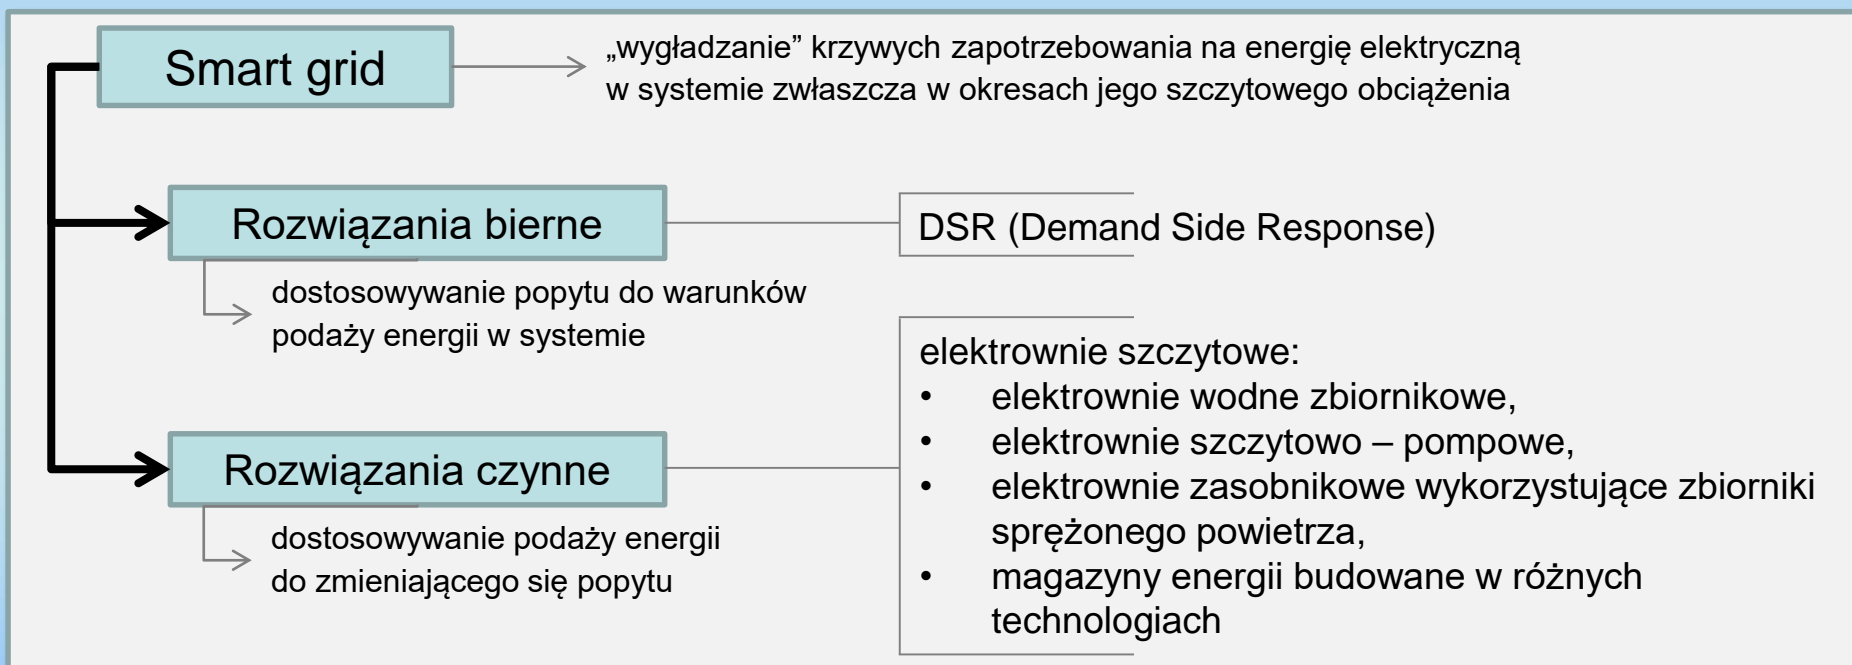 Smart grid
„wygładzanie” krzywych zapotrzebowania na energię elektryczną
w systemie zwłaszcza w okresach jego szczytowego obciążenia
Rozwiązania bierne
DSR (Demand Side Response)
dostosowywanie popytu do warunków
podaży energii w systemie
Rozwiązania czynne
dostosowywanie podaży energii
do zmieniającego się popytu
elektrownie szczytowe:
• elektrownie wodne zbiornikowe,
• elektrownie szczytowo – pompowe,
• elektrownie zasobnikowe wykorzystujące zbiorniki
sprężonego powietrza,
• magazyny energii budowane w różnych
technologiach